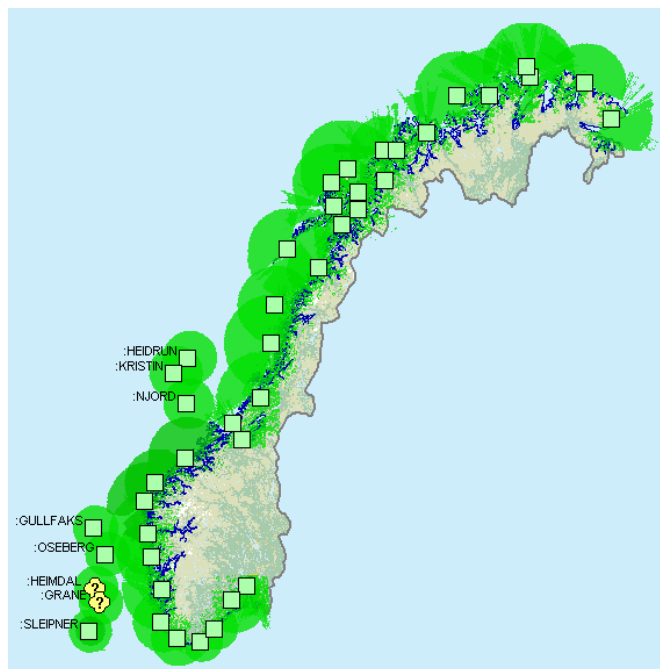 :HEIDRUN
:KRISTIN
:NJORD
:GULLFAKS
:OSEBERG
:HEIMDAL
?
:GRANE
?
:SLEIPNER